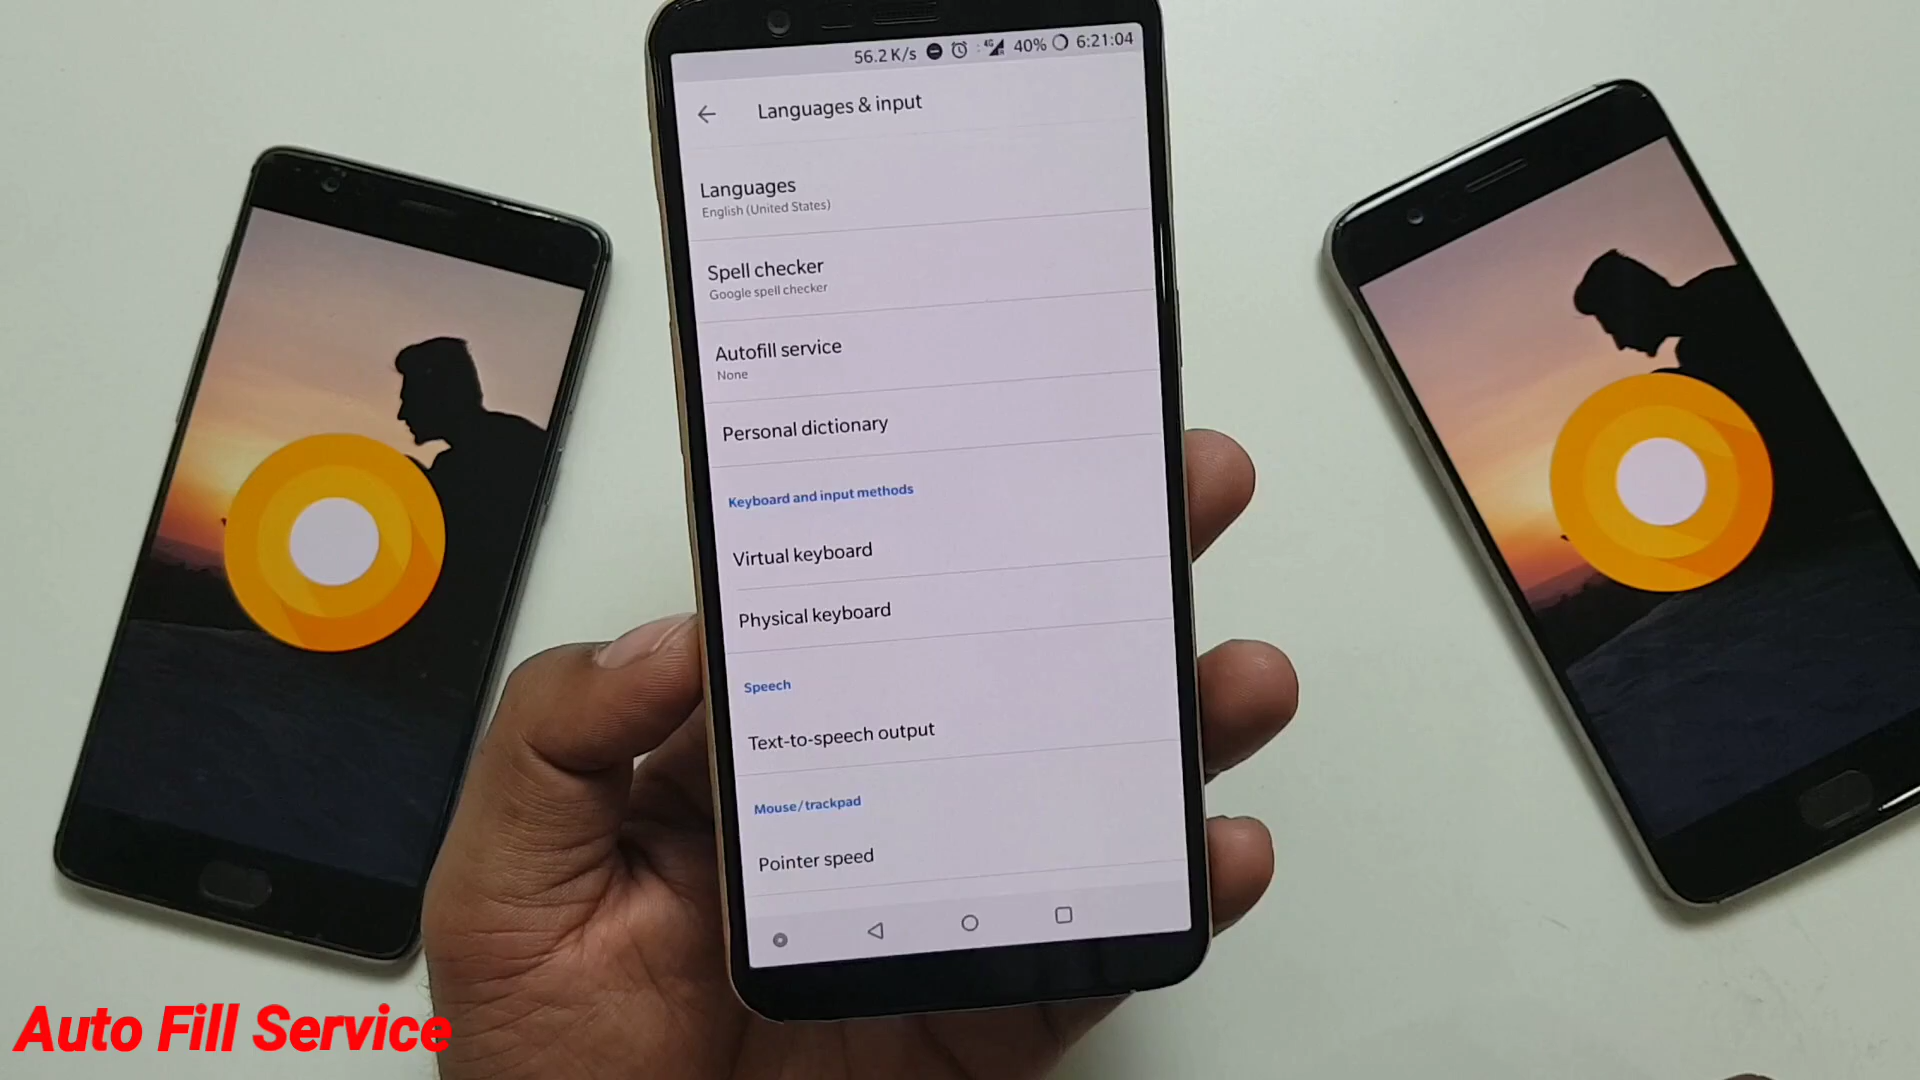 56.2 K/s 4G 40% 6:21:04
Languages & input
Languages
English (United States)
Spell checker
Google spell checker
Autofill service
None
Personal dictionary
Keyboard and input methods
Virtual keyboard
Physical keyboard
Speech
Text-to-speech output
Mouse/trackpad
Pointer speed
Auto Fill Service